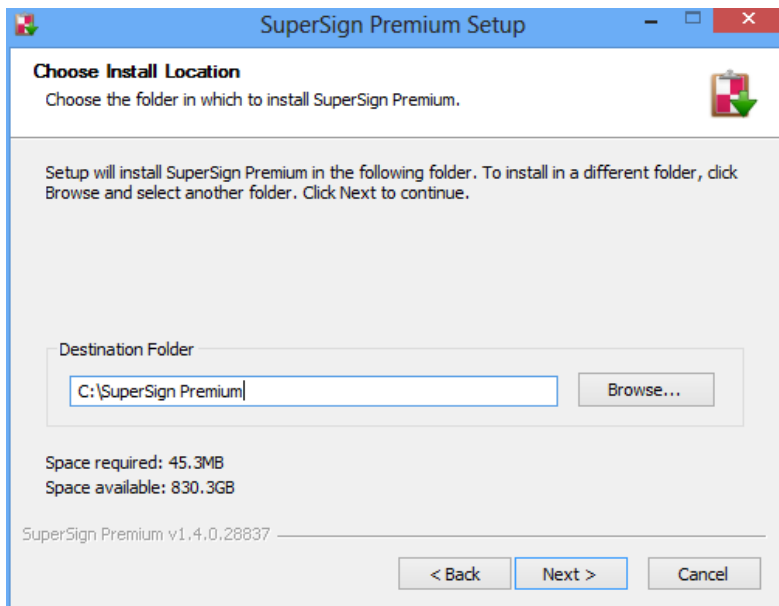 SuperSign Premium Setup
Choose Install Location
Choose the folder in which to install SuperSign Premium.
Setup will install SuperSign Premium in the following folder. To install in a different folder, click
Browse and select another folder. Click Next to continue.
Destination Folder
C:\SuperSign Premium
Browse...
Space required: 45.3MB
Space available: 830.3GB
SuperSign Premium v1.4.0.28837
< Back
Next >
Cancel